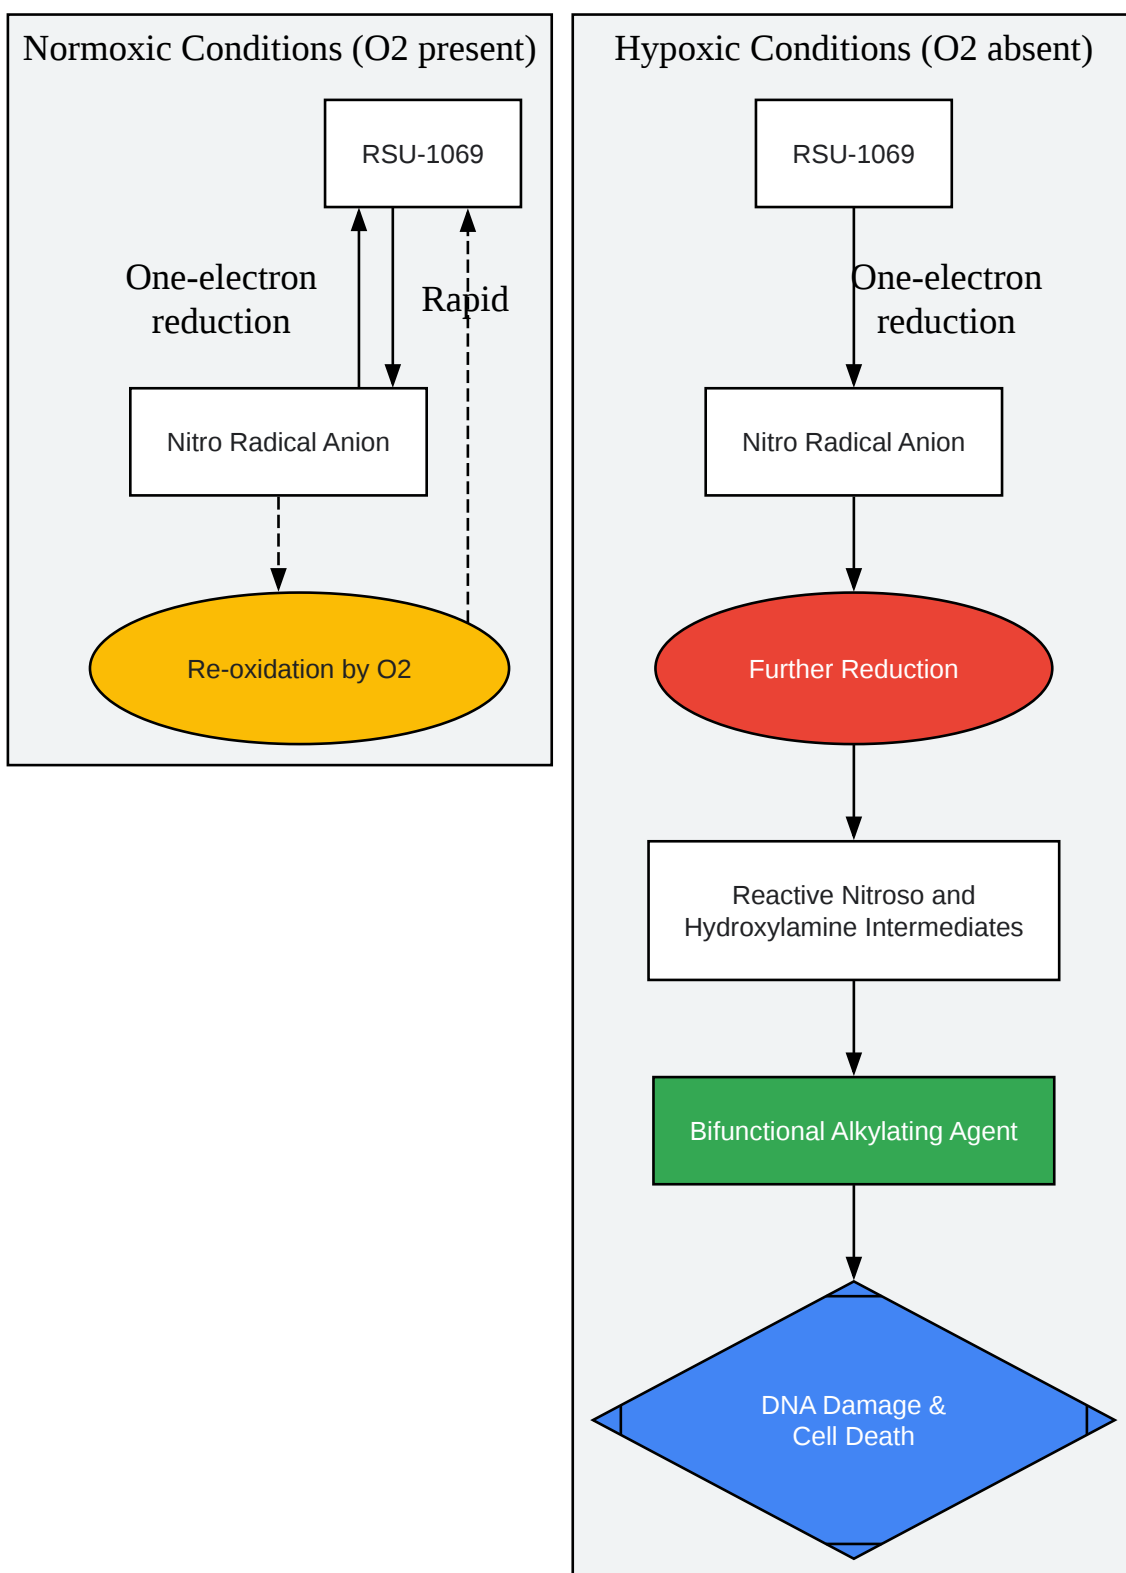 Normoxic Conditions (O2 present)
RSU-1069
One-electron
reduction
Rapid
Nitro Radical Anion
Re-oxidation by O2
Hypoxic Conditions (O2 absent)
RSU-1069
One-electron
reduction
Nitro Radical Anion
Further Reduction
Reactive Nitroso and
Hydroxylamine Intermediates
Bifunctional Alkylating Agent
DNA Damage &
Cell Death